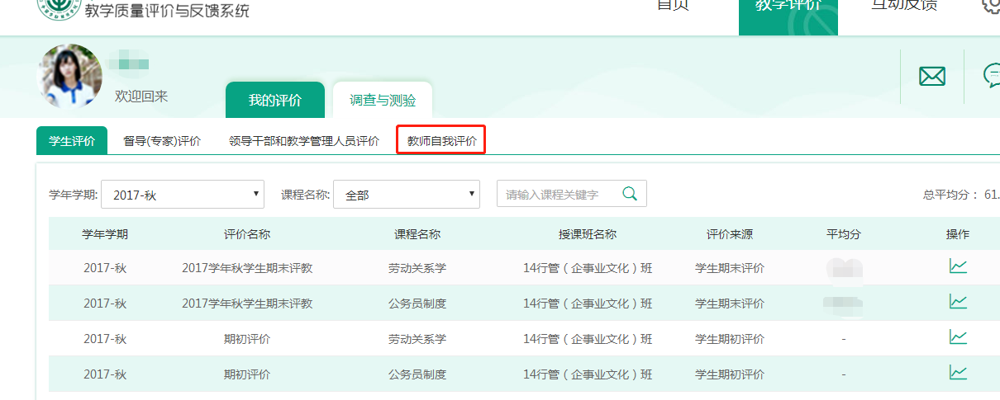 教学质量评价与反馈系统
首页 教学评价 互动反馈
欢迎回来
我的评价 调查与测验
学生评价 督导(专家)评价 领导干部和教学管理人员评价 教师自我评价
学年学期: 2017-秋 课程名称: 全部 请输入课程关键字 总平均分： 61.
学年学期 评价名称 课程名称 授课班名称 评价来源 平均分 操作
2017-秋 2017学年秋学生期末评教 劳动关系学 14行管（企事业文化）班 学生期末评价
2017-秋 2017学年秋学生期末评教 公务员制度 14行管（企事业文化）班 学生期末评价
2017-秋 期初评价 劳动关系学 14行管（企事业文化）班 学生期初评价 -
2017-秋 期初评价 公务员制度 14行管（企事业文化）班 学生期初评价 -